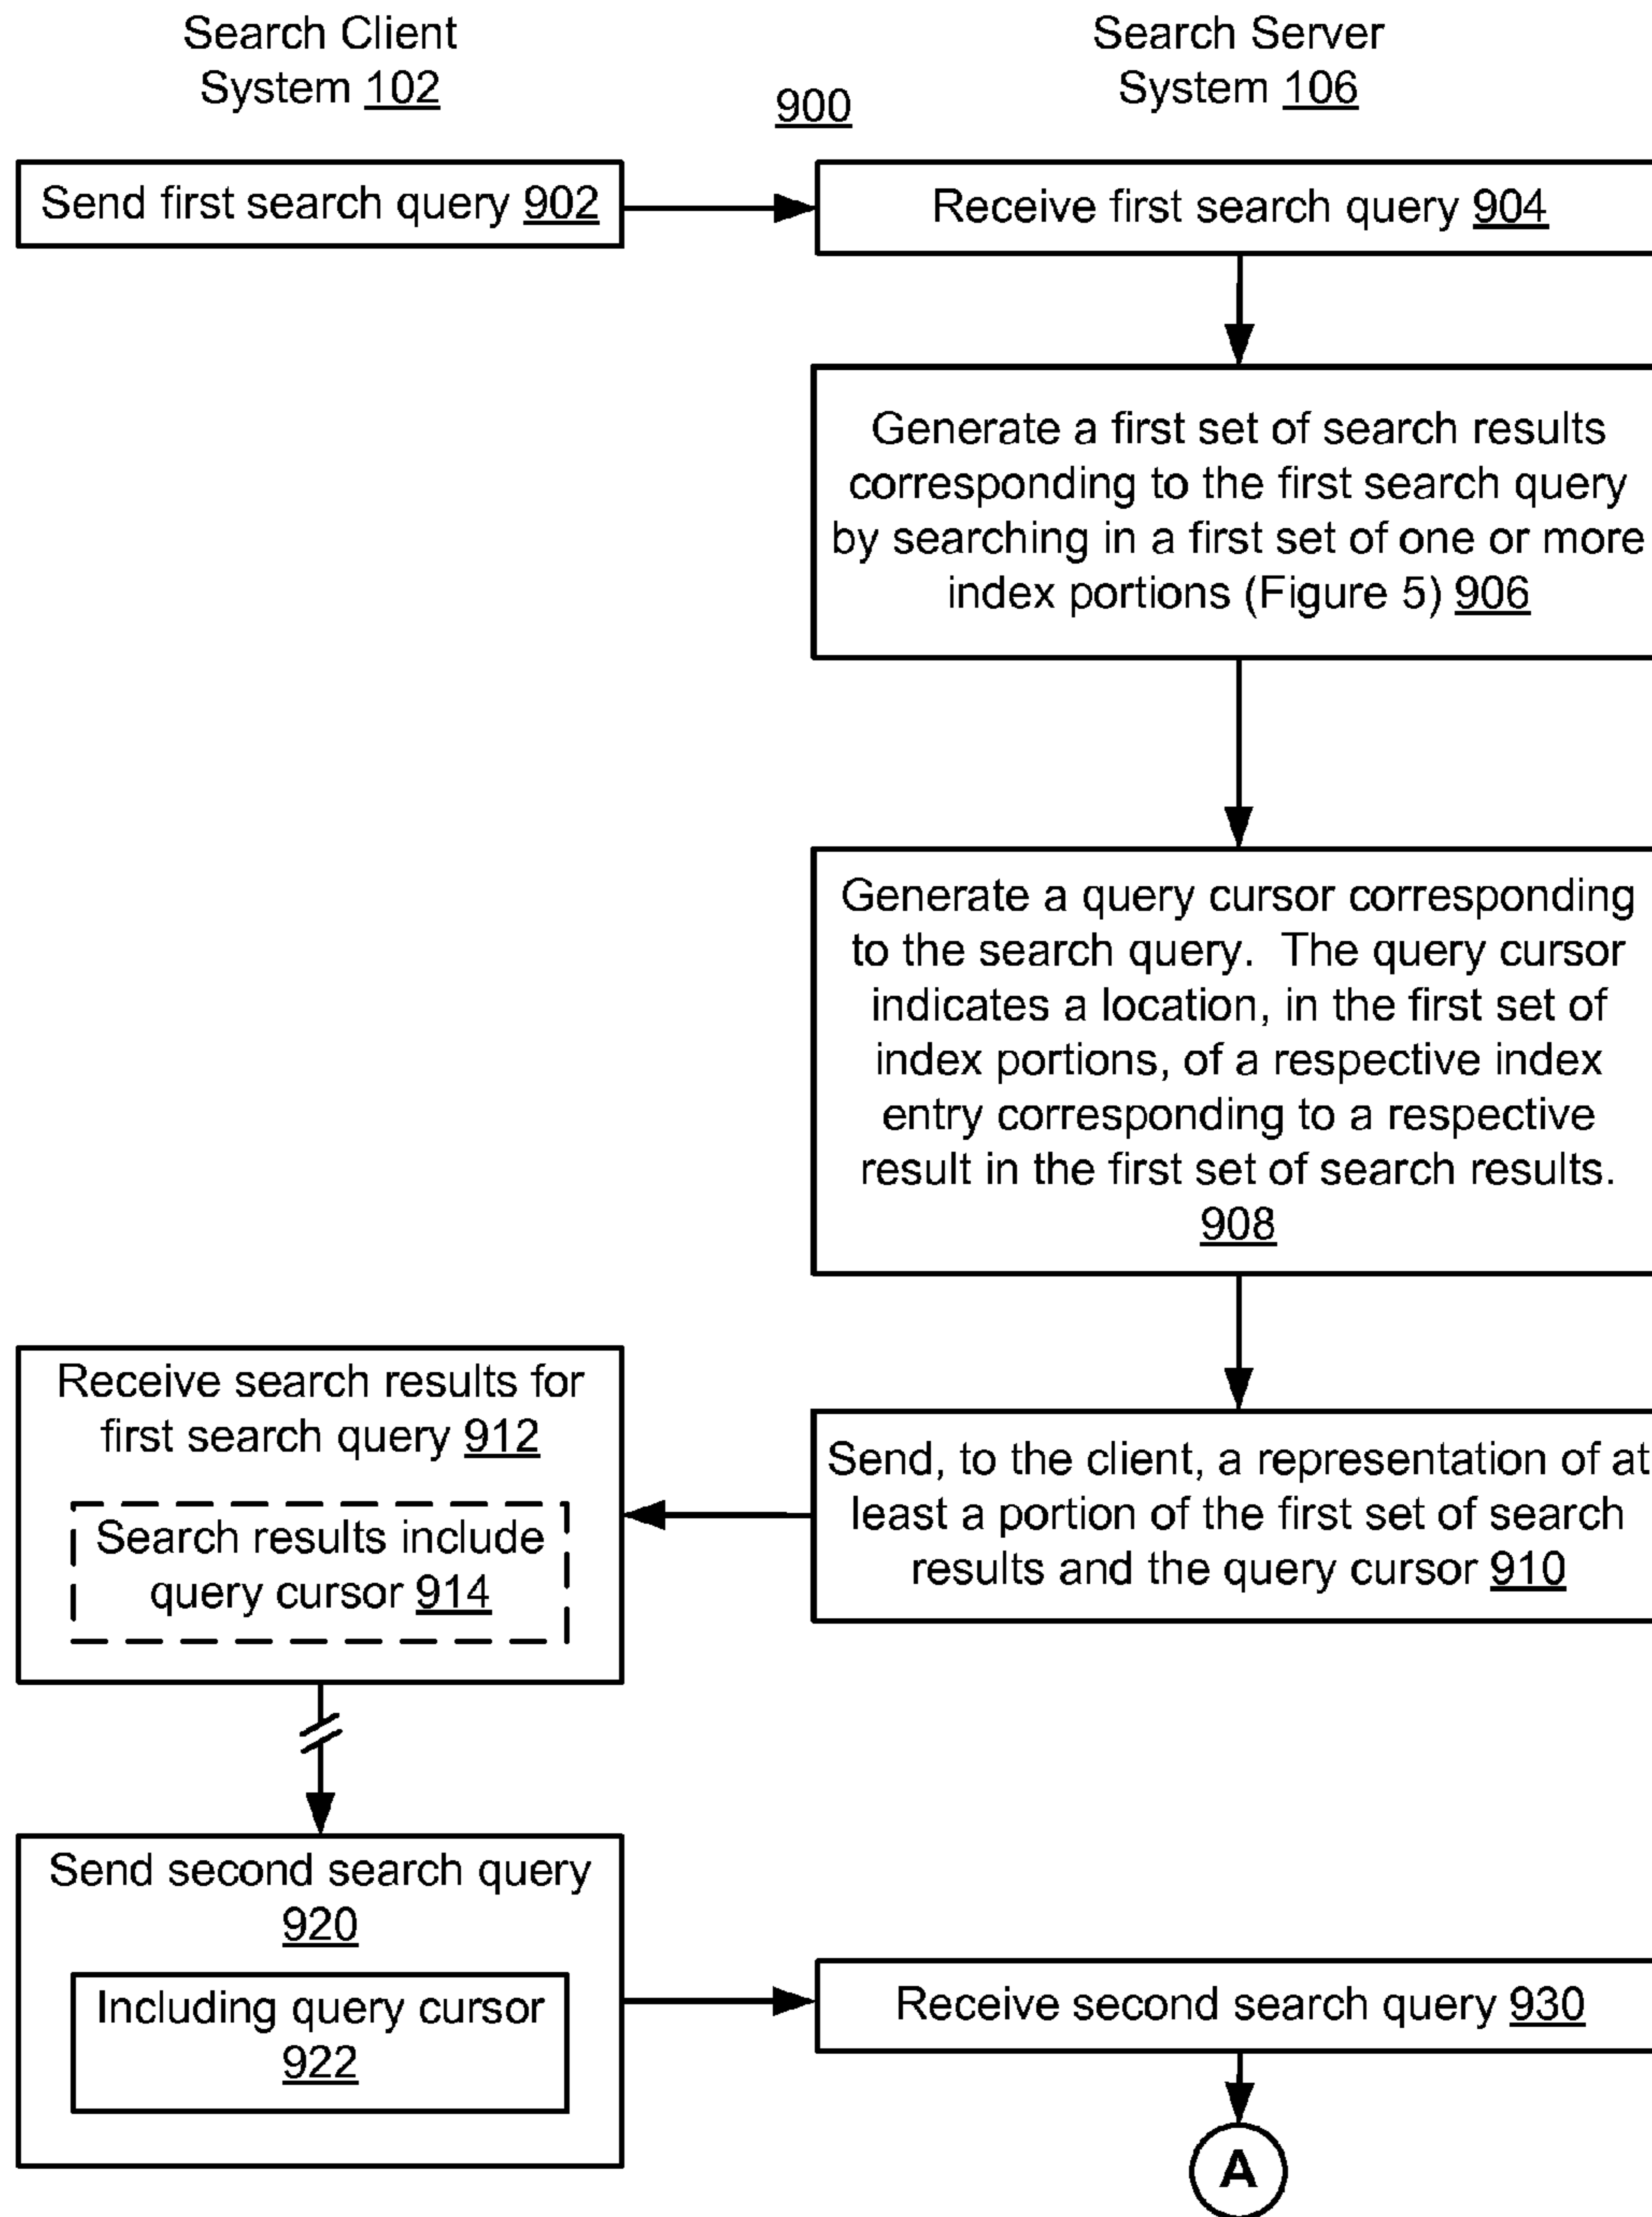 Search Client
System 102
Search Server
System 106
900
Send first search query 902
Receive first search query 904
Generate a first set of search results
corresponding to the first search query
by searching in a first set of one or more
index portions (Figure 5) 906
Generate a query cursor corresponding
to the search query.  The query cursor
indicates a location, in the first set of
index portions, of a respective index
entry corresponding to a respective
result in the first set of search results.
908
Send, to the client, a representation of at
least a portion of the first set of search
results and the query cursor 910
Receive search results for
first search query 912
Search results include
query cursor 914
Send second search query
920
Including query cursor
922
Receive second search query 930
A